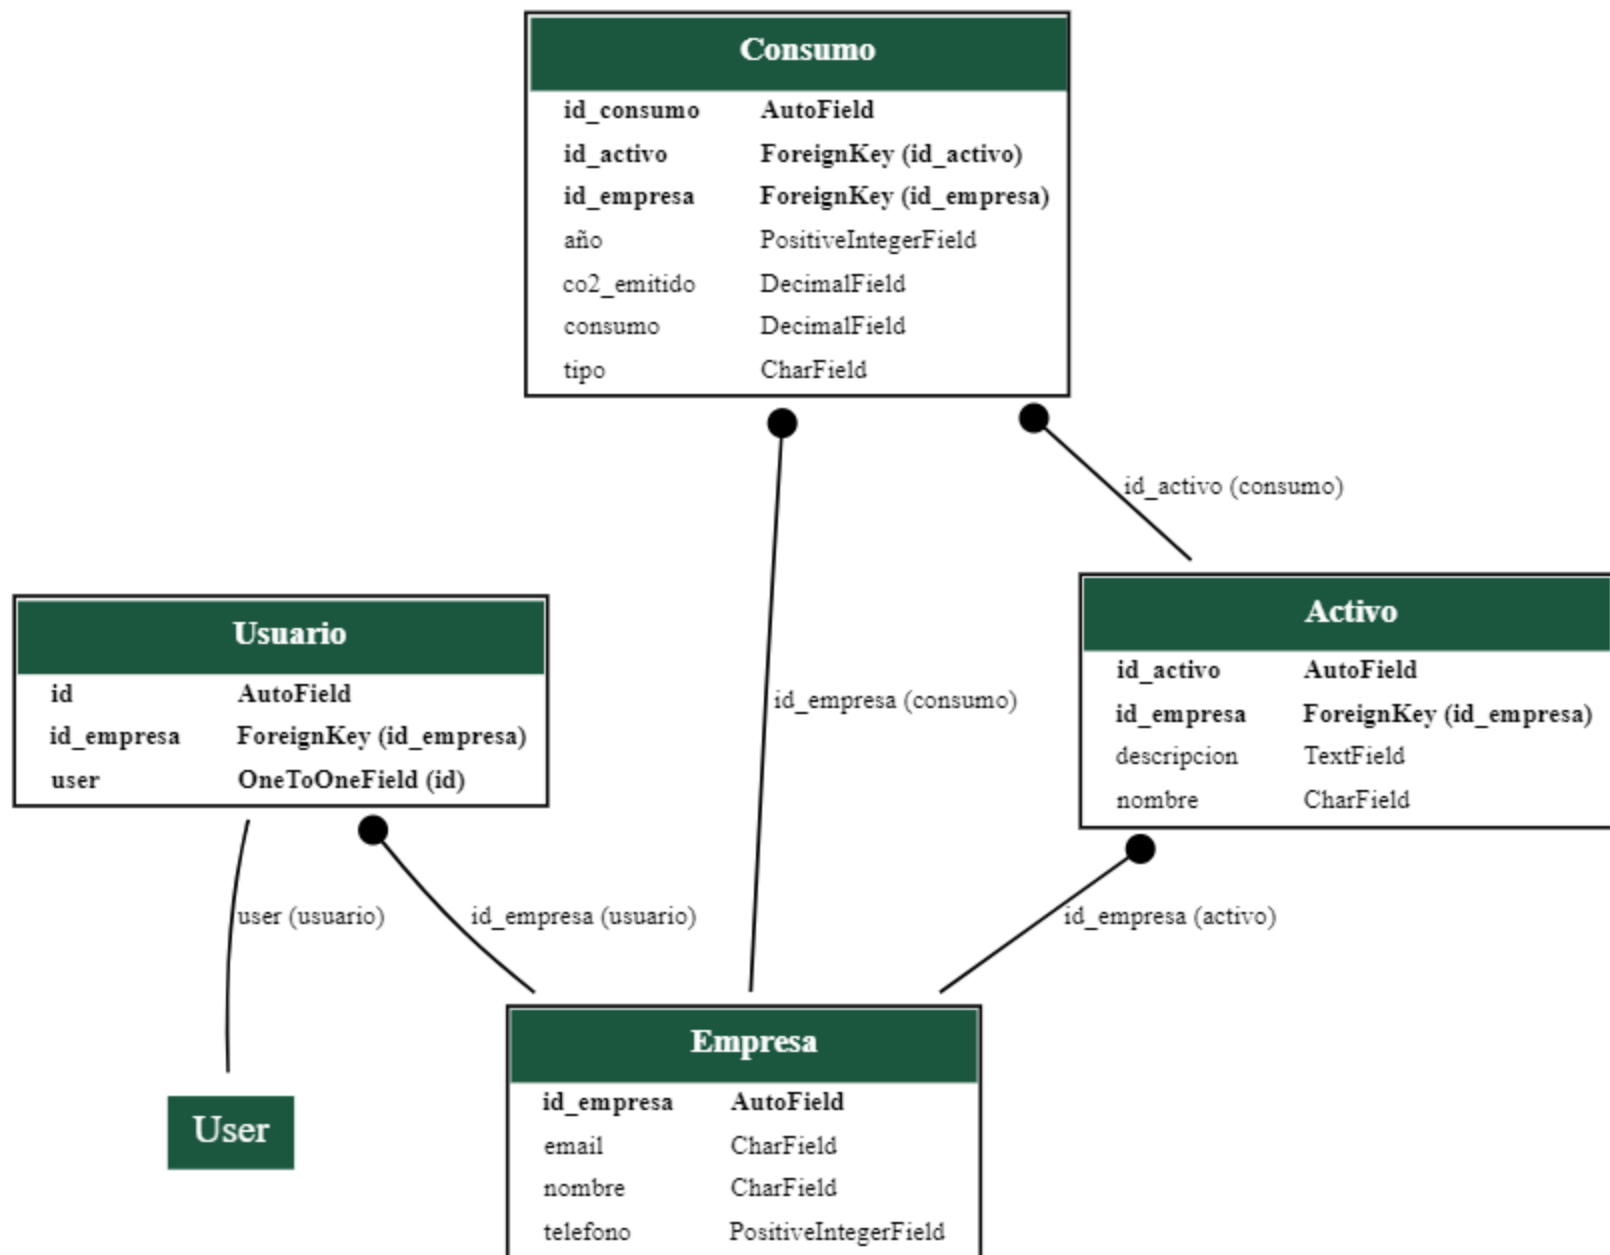 Consumo
id_consumo AutoField
id_activo ForeignKey (id_activo)
id_empresa ForeignKey (id_empresa)
año PositiveIntegerField
co2_emitido DecimalField
consumo DecimalField
tipo CharField
id_activo (consumo)
Usuario
id AutoField
id_empresa ForeignKey (id_empresa)
user OneToOneField (id)
id_empresa (consumo)
Activo
id_activo AutoField
id_empresa ForeignKey (id_empresa)
descripcion TextField
nombre CharField
user (usuario)
id_empresa (usuario)
id_empresa (activo)
User
Empresa
id_empresa AutoField
email CharField
nombre CharField
telefono PositiveIntegerField